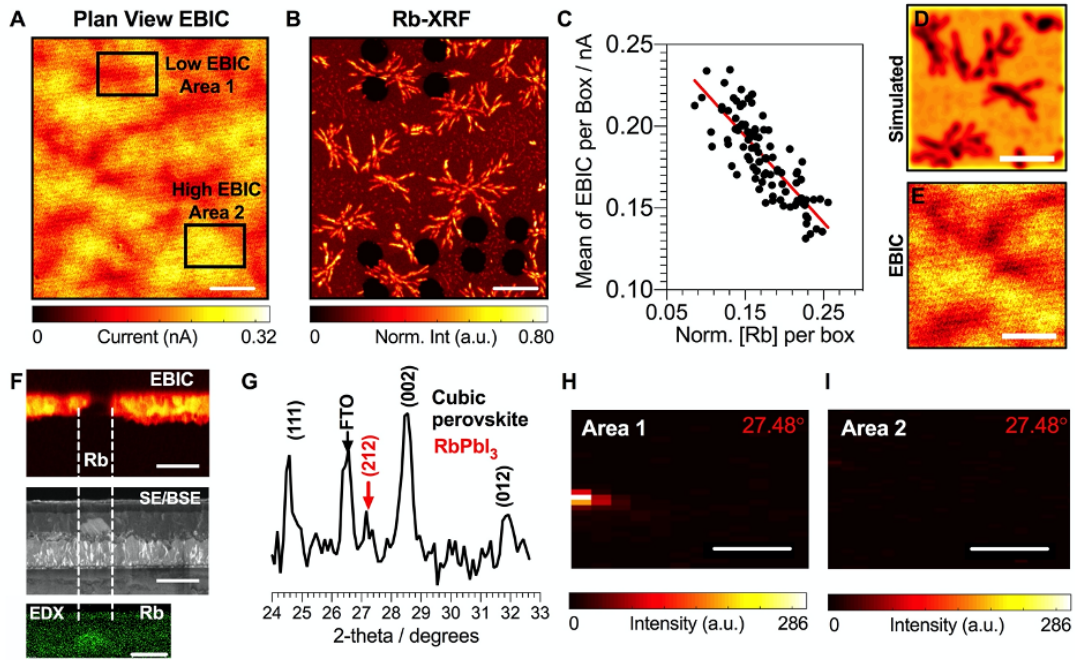 A
Plan View EBIC
Low EBIC
Area 1
High EBIC
Area 2
0
Current (nA)
0.32
B
Rb-XRF
0
Norm. Int (a.u.)
0.80
C
Mean of EBIC per Box / nA
0.25
0.20
0.15
0.10
0.05
0.15
0.25
Norm. [Rb] per box
D
Simulated
E
EBIC
F
EBIC
Rb
SE/BSE
EDX
Rb
G
(111)
FTO
(212)
(002)
(012)
Cubic
perovskite
RbPbI₃
24 25 26 27 28 29 31 32 33
2-theta / degrees
H
Area 1
27.48°
0
Intensity (a.u.)
286
I
Area 2
27.48°
0
Intensity (a.u.)
286